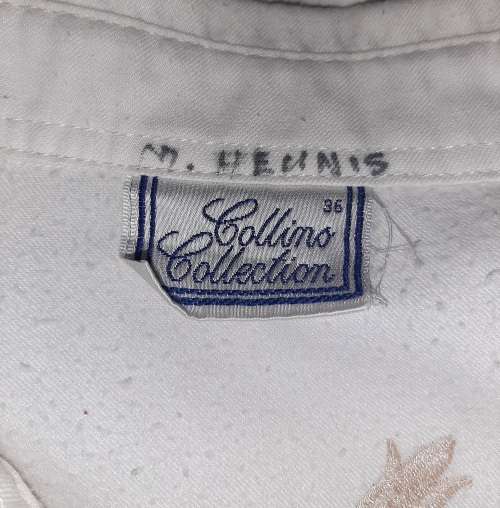 M. HENNIS
36
Collino
Collection